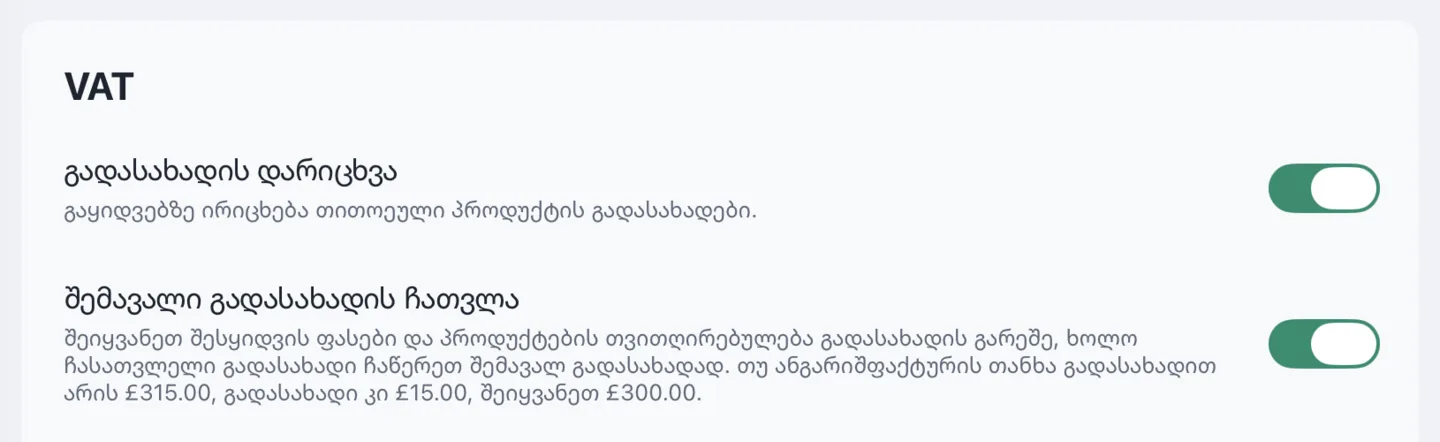 VAT
გადასახადის დარიცხვა
გაყიდვებზე ირიცხება თითოეული პროდუქტის გადასახადები.
შემავალი გადასახადის ჩათვლა
შეიყვანეთ შესყიდვის ფასები და პროდუქტების თვითღირებულება გადასახადის გარეშე, ხოლო
ჩასათვლელი გადასახადი ჩაწერეთ შემავალ გადასახადად. თუ ანგარიშფაქტურის თანხა გადასახადით
არის £315.00, გადასახადი კი £15.00, შეიყვანეთ £300.00.